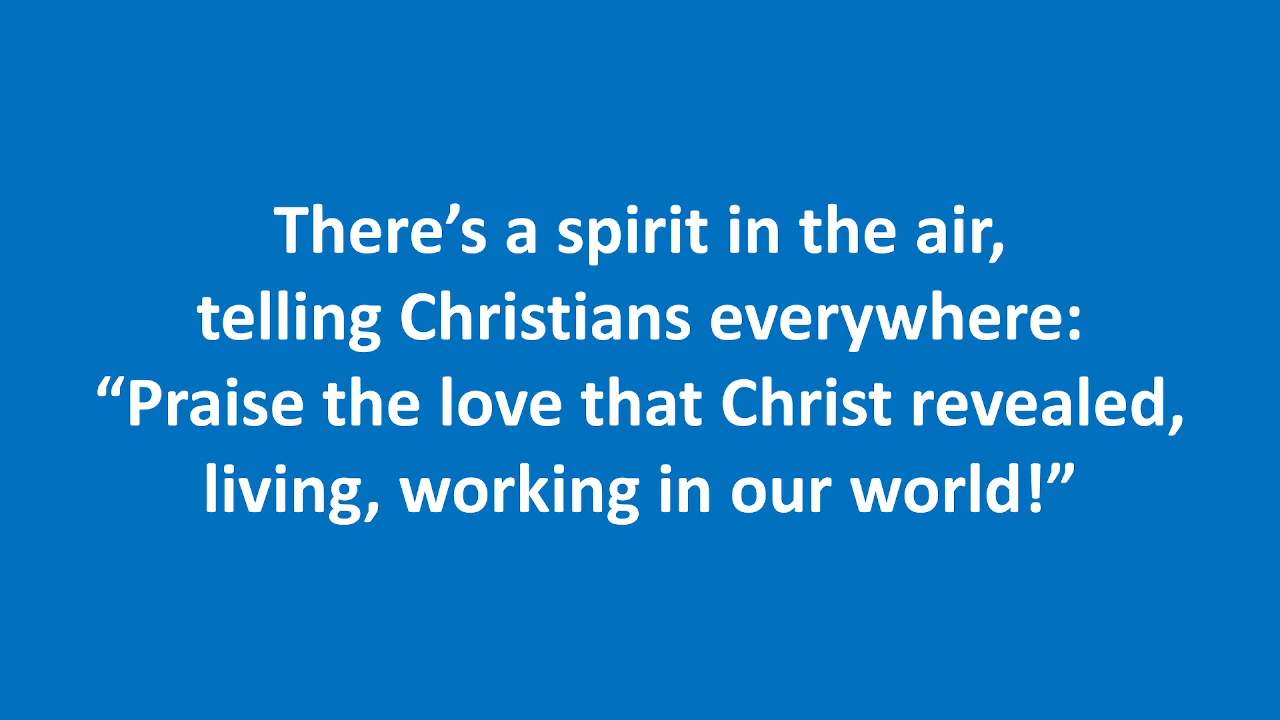 There’s a spirit in the air,
telling Christians everywhere:
“Praise the love that Christ revealed,
living, working in our world!”